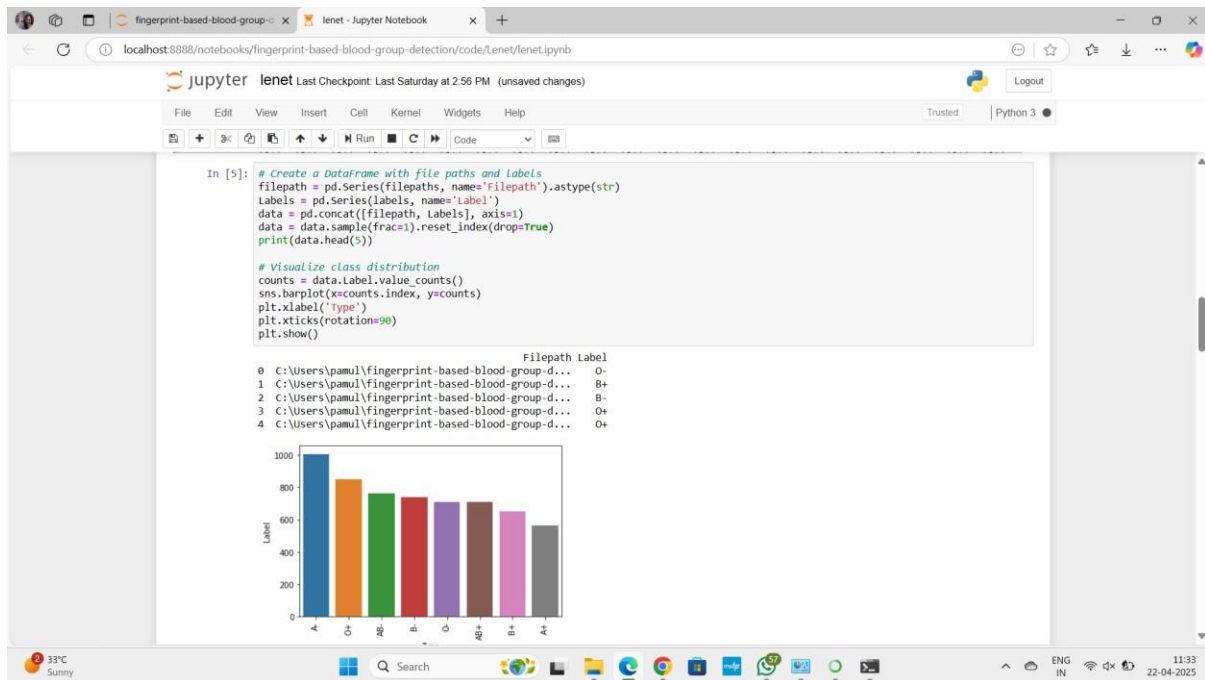 fingerprint-based-blood-group-d
lenet - Jupyter Notebook
localhost:8888/notebooks/fingerprint-based-blood-group-detection/code/Lenet/lenet.ipynb
jupyter lenet Last Checkpoint: Last Saturday at 2:56 PM (unsaved changes)
Logout
File Edit View Insert Cell Kernel Widgets Help
Trusted Python 3
Run Code
In [5]: # Create a DataFrame with file paths and labels
filepath = pd.Series(filepaths, name='Filepath').astype(str)
Labels = pd.Series(labels, name='Label')
data = pd.concat([filepath, Labels], axis=1)
data = data.sample(frac=1).reset_index(drop=True)
print(data.head(5))
# Visualize class distribution
counts = data.Label.value_counts()
sns.barplot(x=counts.index, y=counts)
plt.xlabel('Type')
plt.xticks(rotation=90)
plt.show()
Filepath Label
0 C:\Users\pamul\fingerprint-based-blood-group-d... O-
1 C:\Users\pamul\fingerprint-based-blood-group-d... B+
2 C:\Users\pamul\fingerprint-based-blood-group-d... B-
3 C:\Users\pamul\fingerprint-based-blood-group-d... O+
4 C:\Users\pamul\fingerprint-based-blood-group-d... O+
1000
800
600
400
200
0
Label
A- O+ AB- B- O- AB+ B+ A+
2
33°C
Sunny
Search
57
ENG
IN
11:33
22-04-2025